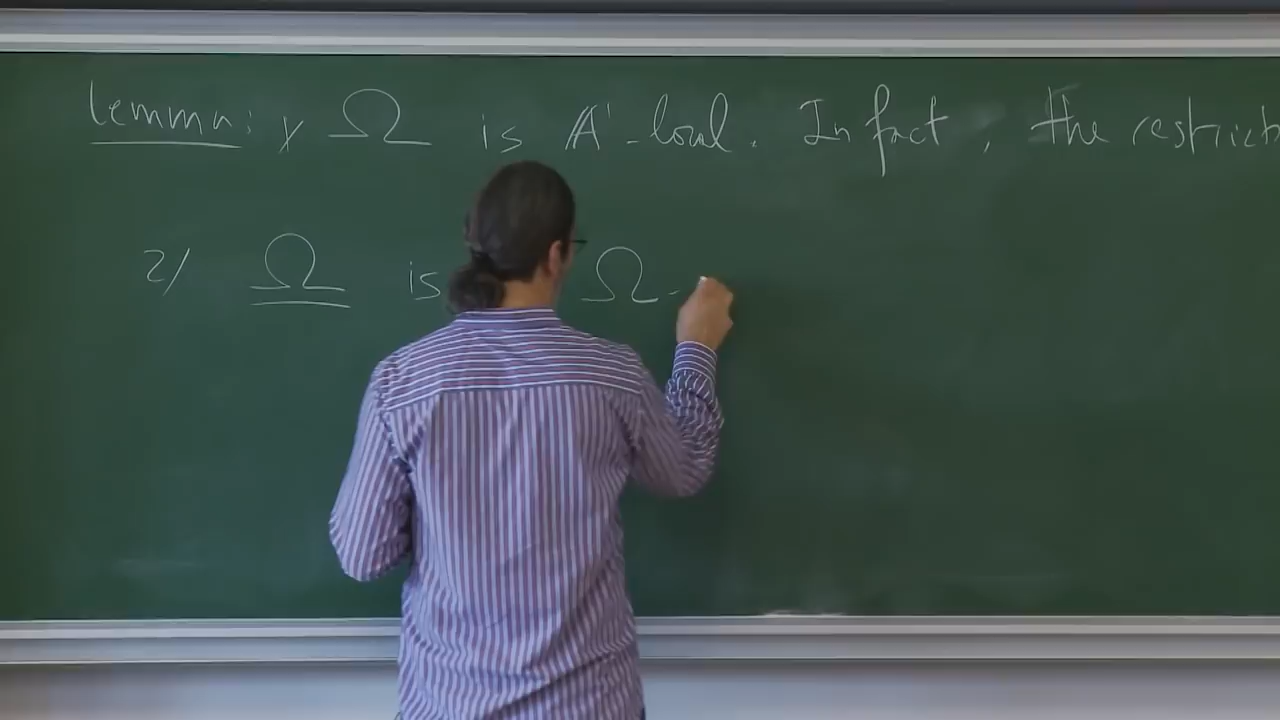 Lemma: 1/ Ω is A¹-local. In fact, the restrict
2/ Ω is Ω-